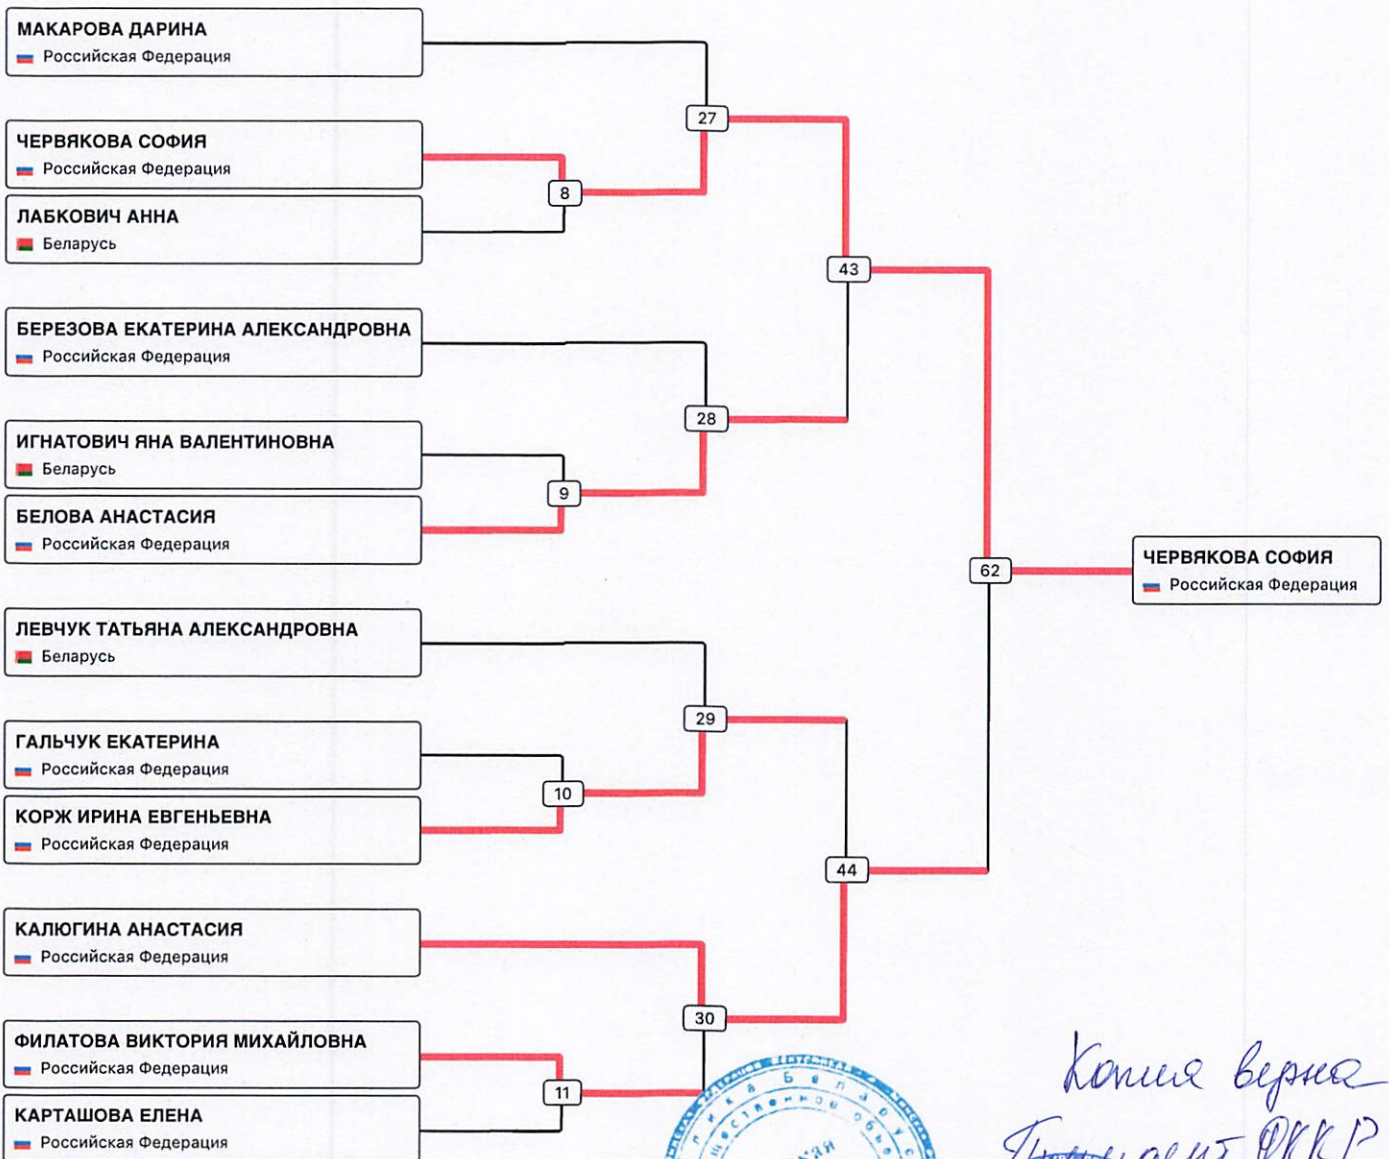 МАКАРОВА ДАРИНА
Российская Федерация
27
ЧЕРВЯКОВА СОФИЯ
Российская Федерация
8
ЛАБКОВИЧ АННА
Беларусь
43
БЕРЕЗОВА ЕКАТЕРИНА АЛЕКСАНДРОВНА
Российская Федерация
28
ИГНАТОВИЧ ЯНА ВАЛЕНТИНОВНА
Беларусь
9
БЕЛОВА АНАСТАСИЯ
Российская Федерация
62
ЧЕРВЯКОВА СОФИЯ
Российская Федерация
ЛЕВЧУК ТАТЬЯНА АЛЕКСАНДРОВНА
Беларусь
29
ГАЛЬЧУК ЕКАТЕРИНА
Российская Федерация
10
КОРЖ ИРИНА ЕВГЕНЬЕВНА
Российская Федерация
44
КАЛЮГИНА АНАСТАСИЯ
Российская Федерация
30
ФИЛАТОВА ВИКТОРИЯ МИХАЙЛОВНА
Российская Федерация
11
КАРТАШОВА ЕЛЕНА
Российская Федерация
Копия верна